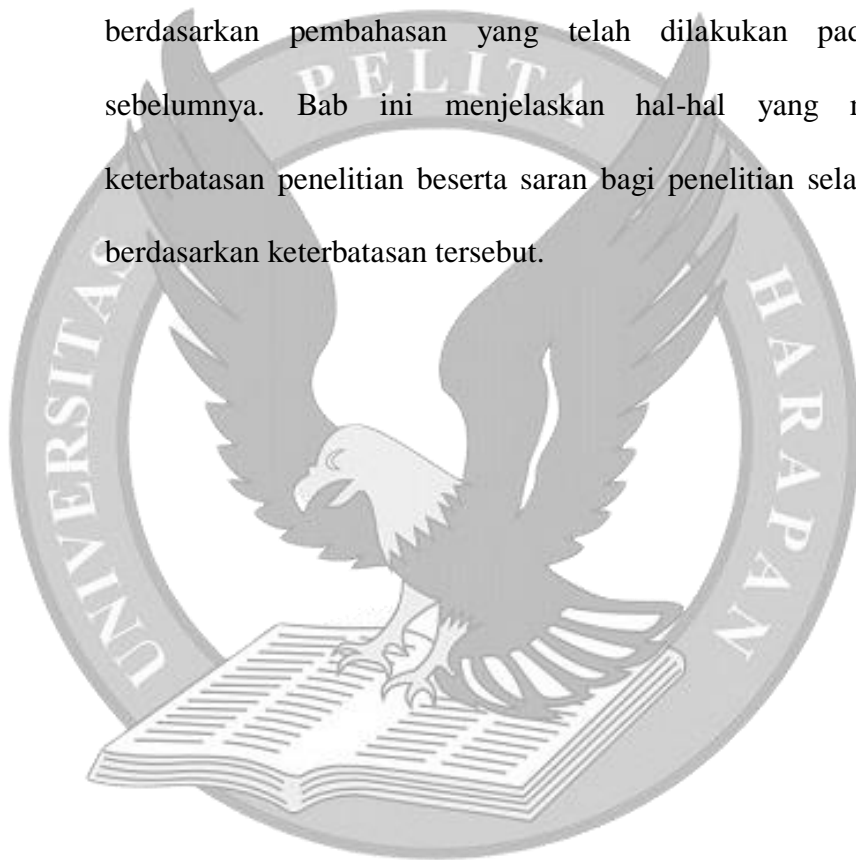 berdasarkan pembahasan yang telah dilakukan
sebelumnya. Bab ini menjelaskan hal-hal yang
keterbatasan penelitian beserta saran bagi penelitian
berdasarkan keterbatasan tersebut.
UNIVERSITAS PELITA HARAPAN